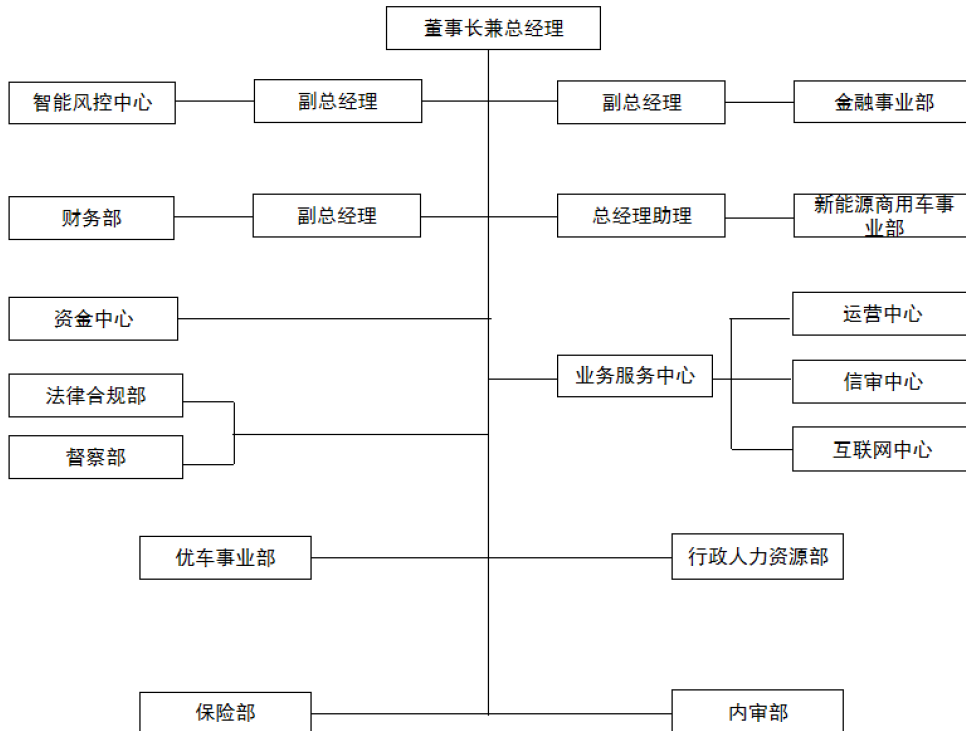 董事长兼总经理
智能风控中心
副总经理
副总经理
金融事业部
财务部
副总经理
总经理助理
新能源商用车事
业部
资金中心
运营中心
业务服务中心
信审中心
法律合规部
互联网中心
督察部
优车事业部
行政人力资源部
保险部
内审部